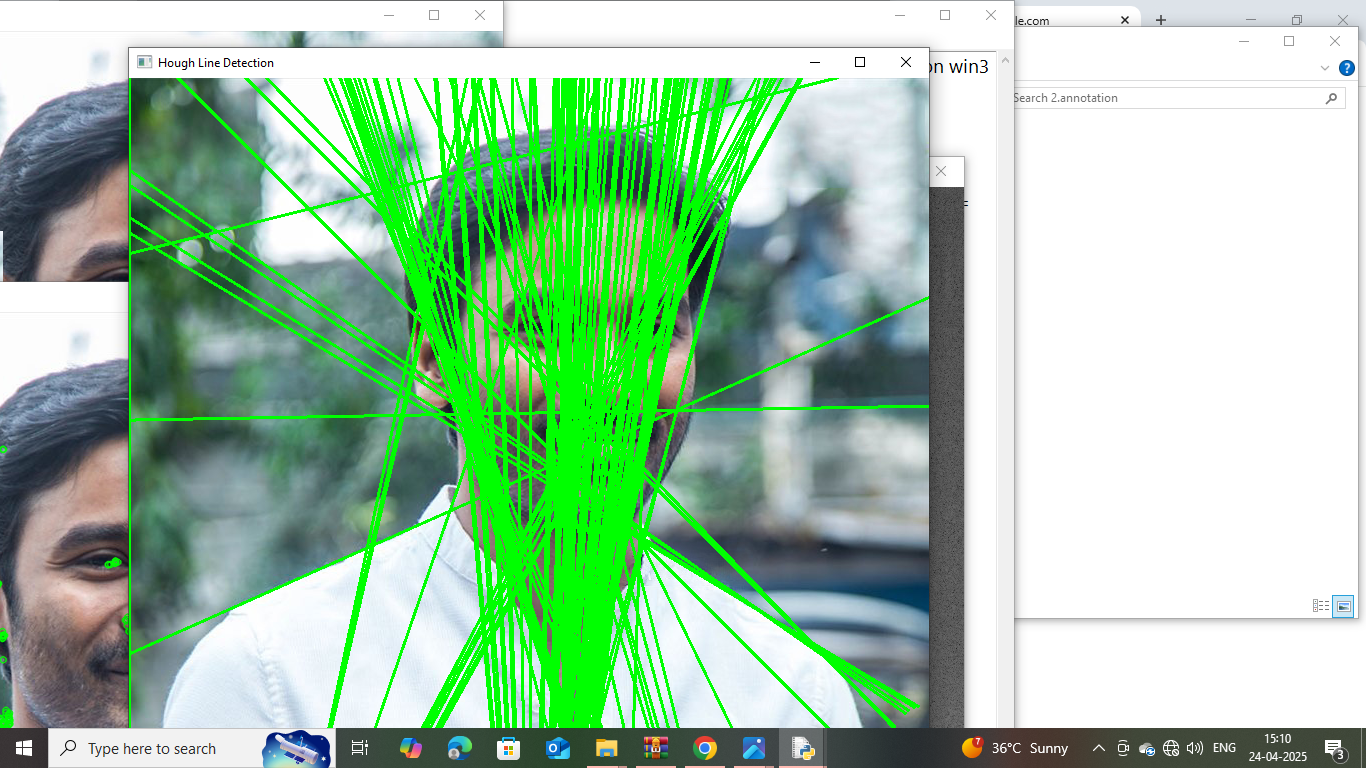 le.com
Hough Line Detection
on win3
Search 2.annotation
=
Type here to search
7
36°C Sunny
ENG
15:10
24-04-2025
3